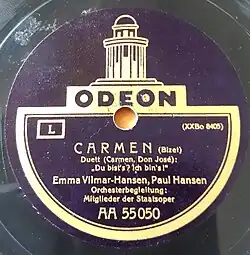 ODEON
L
(XXBo 8405)
CARMEN (Bizet)
Duett (Carmen, Don José):
„Du bist's? Ich bin's!"
Emma Vilmar-Hansen, Paul Hansen
Orchesterbegleitung:
Mitglieder der Staatsoper
AA 55050